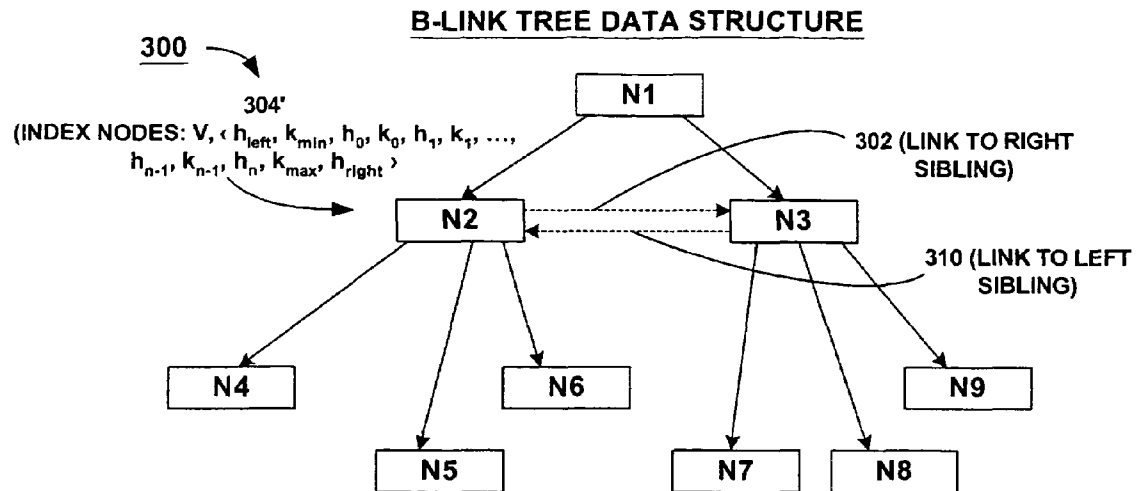 B-LINK TREE DATA STRUCTURE
300
304'
(INDEX NODES: V, ‹ h_left, k_min, h_0, k_0, h_1, k_1, ...,
h_n-1, k_n-1, h_n, k_max, h_right ›
N1
302 (LINK TO RIGHT
SIBLING)
N2
N3
310 (LINK TO LEFT
SIBLING)
N4
N6
N9
N5
N7
N8